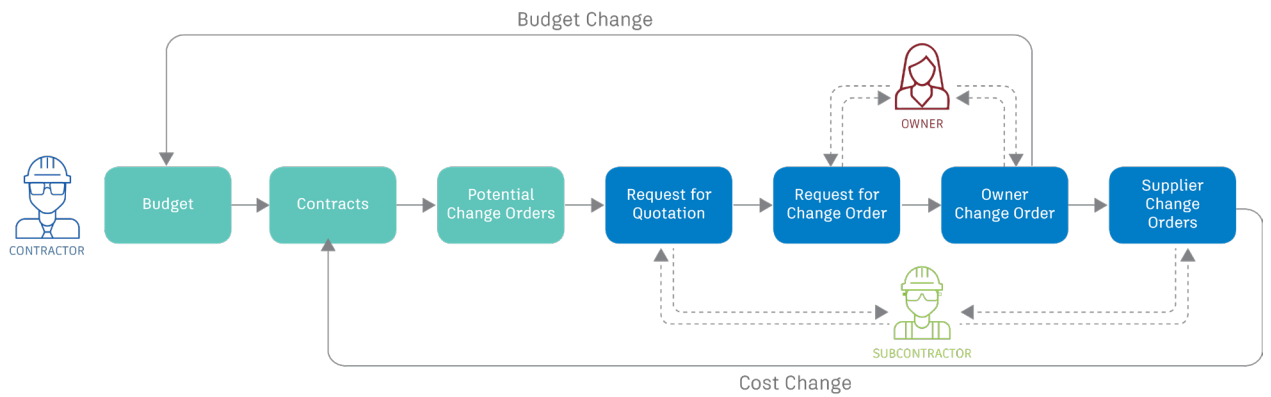 Budget Change
OWNER
CONTRACTOR
Budget
Contracts
Potential
Change Orders
Request for
Quotation
Request for
Change Order
Owner
Change Order
Supplier
Change
Orders
SUBCONTRACTOR
Cost Change